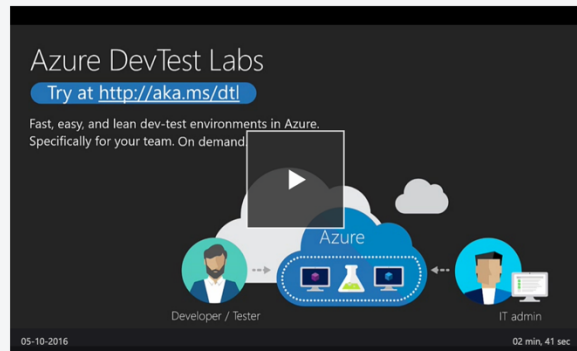 Azure DevTest Labs
Try at http://aka.ms/dtl
Fast, easy, and lean dev-test environments in Azure.
Specifically for your team. On demand.
Azure
Developer / Tester
IT admin
05-10-2016
02 min, 41 sec